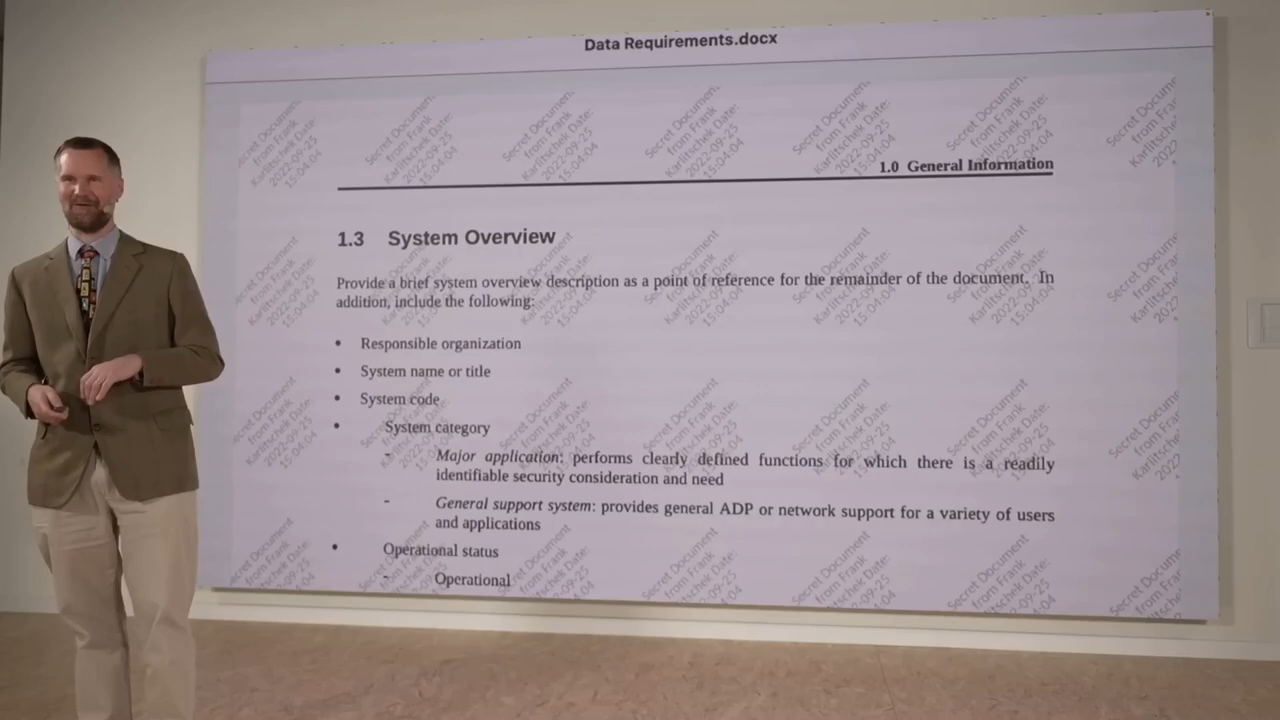 Data Requirements.docx
1.0 General Information
1.3 System Overview
Provide a brief system overview description as a point of reference for the remainder of the document. In
addition, include the following:
• Responsible organization
• System name or title
• System code
• System category
- Major application: performs clearly defined functions for which there is a readily
identifiable security consideration and need
- General support system: provides general ADP or network support for a variety of users
and applications
• Operational status
- Operational
Secret Document
from Frank
Karlitschek Date:
2022-09-25
15:04:04